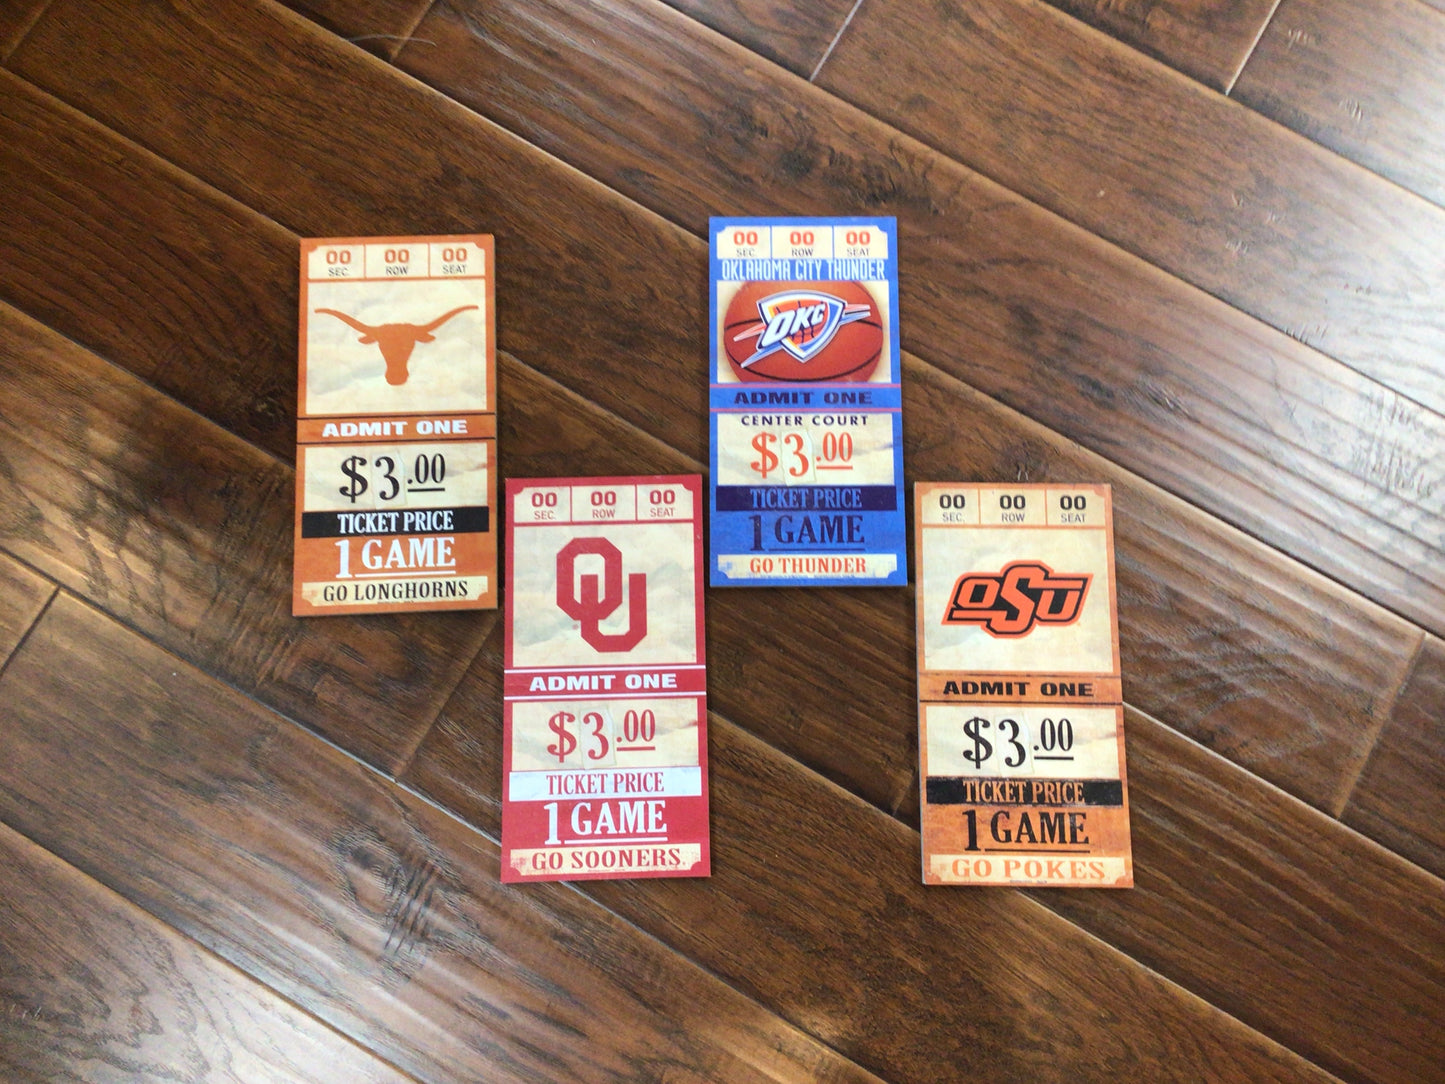 00 00 00
SEC. ROW SEAT
ADMIT ONE
$3.00
TICKET PRICE
1 GAME
GO LONGHORNS
00 00 00
SEC. ROW SEAT
OU
ADMIT ONE
$3.00
TICKET PRICE
1 GAME
GO SOONERS.
00 00 00
SEC. ROW SEAT
OKLAHOMA CITY THUNDER
OKC
ADMIT ONE
CENTER COURT
$3.00
TICKET PRICE
1 GAME
GO THUNDER
00 00 00
SEC. ROW SEAT
OSU
ADMIT ONE
$3.00
TICKET PRICE
1 GAME
GO POKES